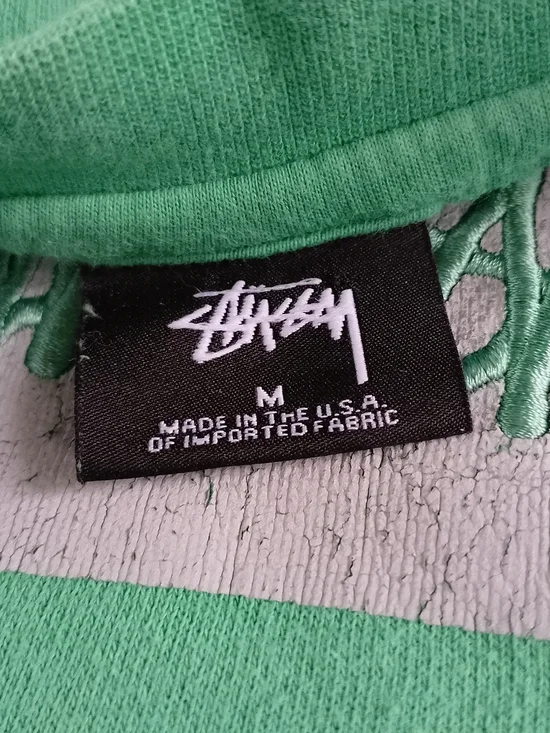 STÜSSY
M
MADE IN THE U.S.A.
OF IMPORTED FABRIC